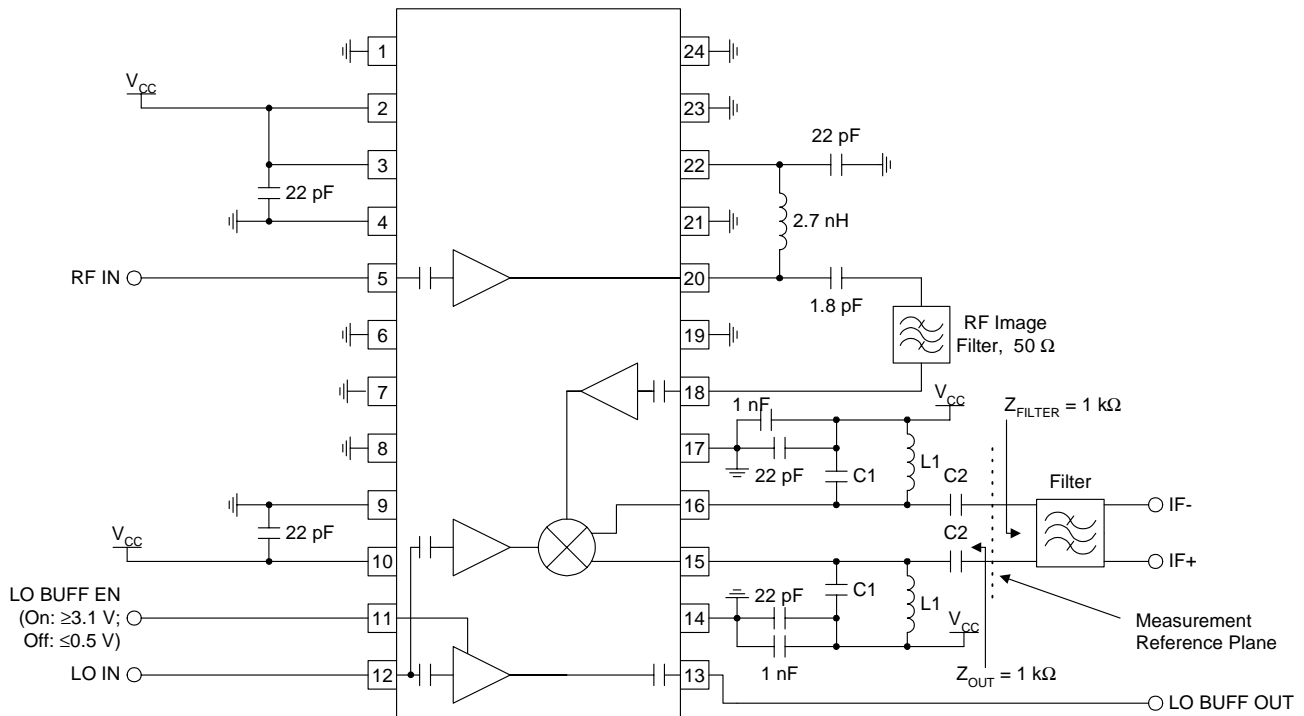 1
24
V_CC
2
23
22 pF
3
22
22 pF
2.7 nH
4
21
RF IN
5
20
1.8 pF
RF Image
Filter, 50 Ω
6
19
7
18
V_CC
Z_FILTER = 1 kΩ
1 nF
8
17
22 pF
C1
L1
C2
Filter
9
16
IF-
22 pF
V_CC
C2
10
15
IF+
LO BUFF EN
(On: ≥3.1 V;
Off: ≤0.5 V)
11
14
22 pF
C1
L1
V_CC
Measurement
Reference Plane
LO IN
12
13
1 nF
Z_OUT = 1 kΩ
LO BUFF OUT